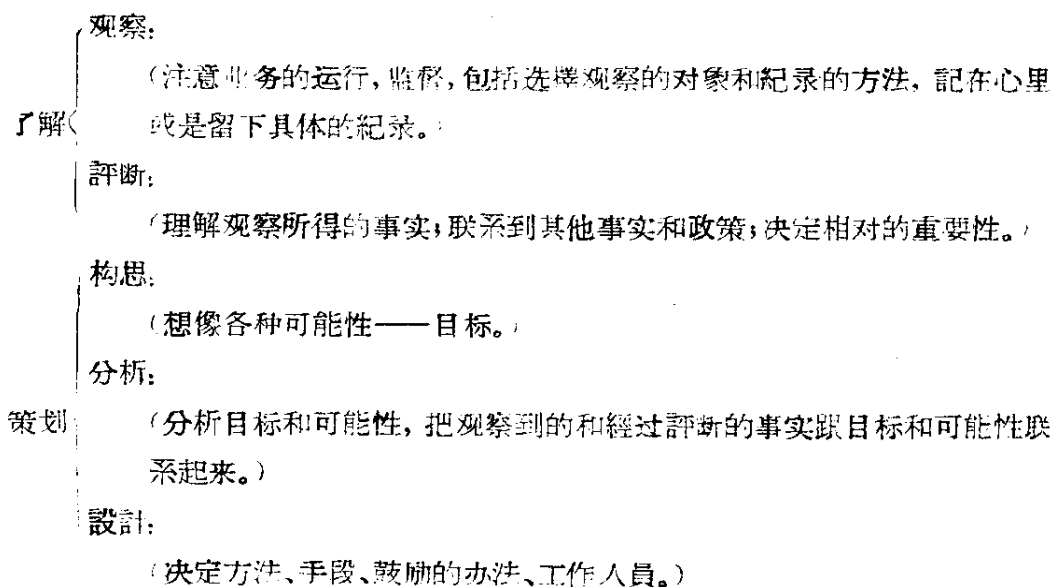 观察:
(注意业务的运行,监督,包括选擇观察的对象和紀录的方法,記在心里
了解
或是留下具体的紀录。)
評断:
(理解观察所得的事实;联系到其他事实和政策;决定相对的重要性。)
构思:
(想像各种可能性——目标。)
分析:
策划
(分析目标和可能性,把观察到的和經过評断的事实跟目标和可能性联
系起来。)
設計:
(决定方法、手段、鼓励的办法、工作人員。)